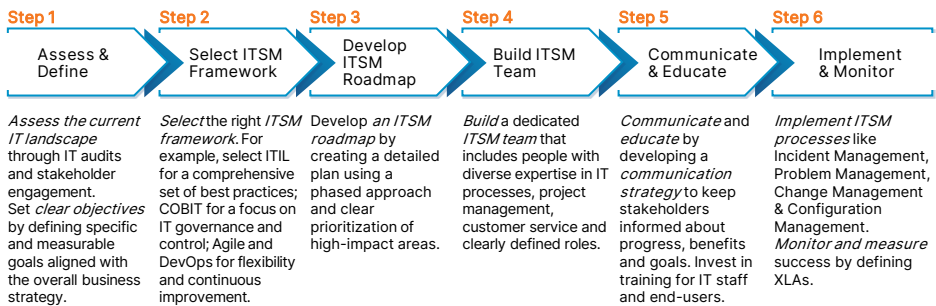 Step 1
Assess &
Define
Assess the current
IT landscape
through IT audits
and stakeholder
engagement.
Set clear objectives
by defining specific
and measurable
goals aligned with
the overall business
strategy.
Step 2
Select ITSM
Framework
Select the right ITSM
framework. For
example, select ITIL
for a comprehensive
set of best practices;
COBIT for a focus on
IT governance and
control; Agile and
DevOps for flexibility
and continuous
improvement.
Step 3
Develop
ITSM
Roadmap
Develop an ITSM
roadmap by
creating a detailed
plan using a
phased approach
and clear
prioritization of
high-impact areas.
Step 4
Build ITSM
Team
Build a dedicated
ITSM team that
includes people with
diverse expertise in IT
processes, project
management,
customer service and
clearly defined roles.
Step 5
Communicate
& Educate
Communicate and
educate by
developing a
communication
strategy to keep
stakeholders
informed about
progress, benefits
and goals. Invest in
training for IT staff
and end-users.
Step 6
Implement
& Monitor
Implement ITSM
processes like
Incident Management,
Problem Management,
Change Management
& Configuration
Management.
Monitor and measure
success by defining
XLAs.